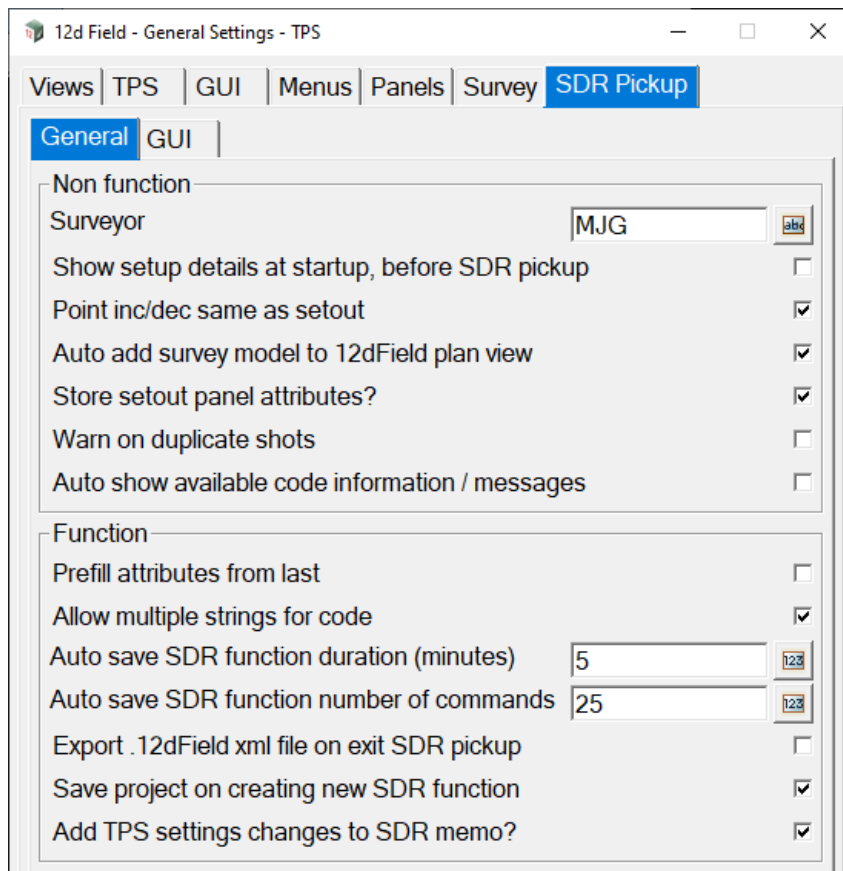 12d Field - General Settings - TPS
Views TPS GUI Menus Panels Survey SDR Pickup
General GUI
Non function
Surveyor MJG abc
Show setup details at startup, before SDR pickup
Point inc/dec same as setout
Auto add survey model to 12dField plan view
Store setout panel attributes?
Warn on duplicate shots
Auto show available code information / messages
Function
Prefill attributes from last
Allow multiple strings for code
Auto save SDR function duration (minutes) 5 123
Auto save SDR function number of commands 25 123
Export .12dField xml file on exit SDR pickup
Save project on creating new SDR function
Add TPS settings changes to SDR memo?